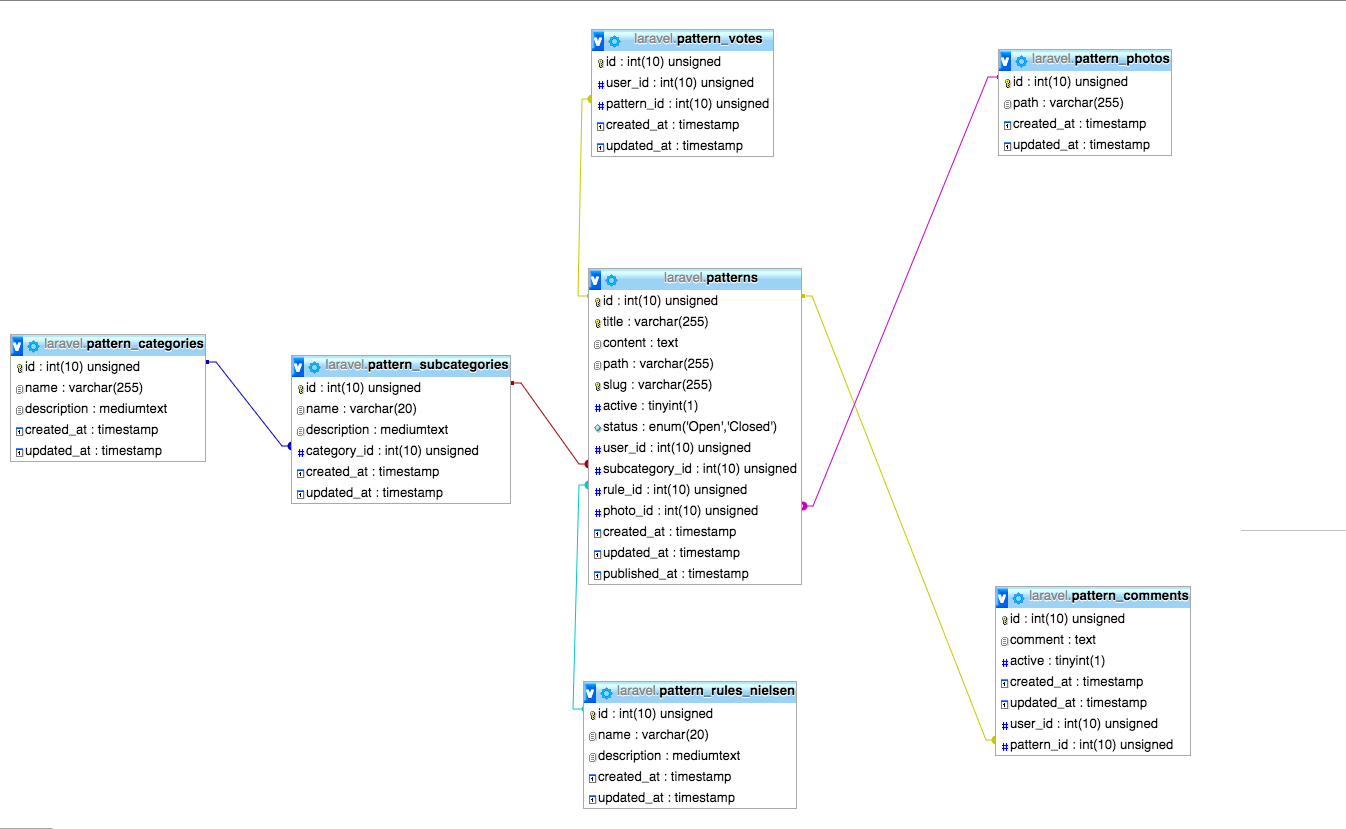 laravel.pattern_votes
id : int(10) unsigned
user_id : int(10) unsigned
pattern_id : int(10) unsigned
created_at : timestamp
updated_at : timestamp
laravel.pattern_photos
id : int(10) unsigned
path : varchar(255)
created_at : timestamp
updated_at : timestamp
laravel.pattern_categories
id : int(10) unsigned
name : varchar(255)
description : mediumtext
created_at : timestamp
updated_at : timestamp
laravel.pattern_subcategories
id : int(10) unsigned
name : varchar(20)
description : mediumtext
category_id : int(10) unsigned
created_at : timestamp
updated_at : timestamp
laravel.patterns
id : int(10) unsigned
title : varchar(255)
content : text
path : varchar(255)
slug : varchar(255)
active : tinyint(1)
status : enum('Open','Closed')
user_id : int(10) unsigned
subcategory_id : int(10) unsigned
rule_id : int(10) unsigned
photo_id : int(10) unsigned
created_at : timestamp
updated_at : timestamp
published_at : timestamp
laravel.pattern_rules_nielsen
id : int(10) unsigned
name : varchar(20)
description : mediumtext
created_at : timestamp
updated_at : timestamp
laravel.pattern_comments
id : int(10) unsigned
comment : text
active : tinyint(1)
created_at : timestamp
updated_at : timestamp
user_id : int(10) unsigned
pattern_id : int(10) unsigned